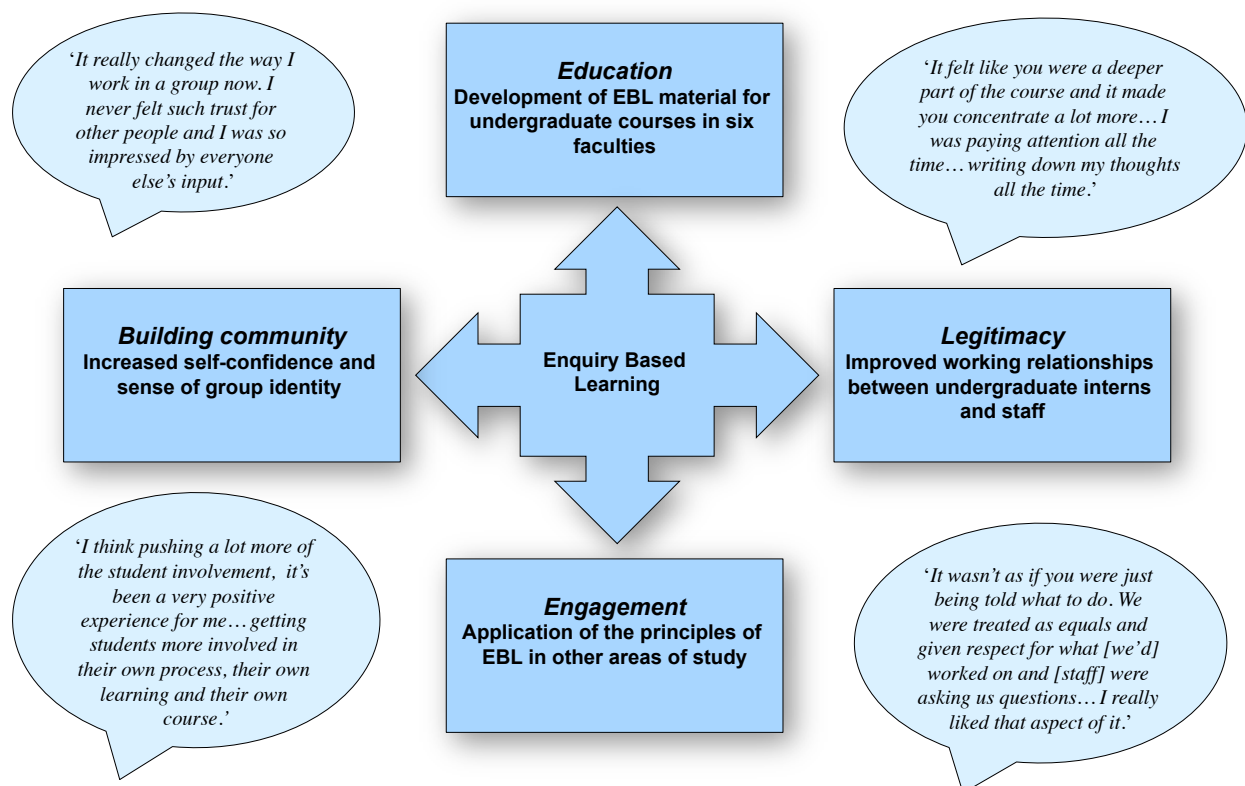 ‘It really changed the way I
work in a group now. I
never felt such trust for
other people and I was so
impressed by everyone
else’s input.’
Education
Development of EBL material for
undergraduate courses in six
faculties
‘It felt like you were a deeper
part of the course and it made
you concentrate a lot more… I
was paying attention all the
time… writing down my thoughts
all the time.’
Building community
Increased self-confidence and
sense of group identity
Enquiry Based
Learning
Legitimacy
Improved working relationships
between undergraduate interns
and staff
‘I think pushing a lot more of
the student involvement, it’s
been a very positive
experience for me… getting
students more involved in
their own process, their own
learning and their own
course.’
Engagement
Application of the principles of
EBL in other areas of study
‘It wasn’t as if you were just
being told what to do. We
were treated as equals and
given respect for what [we’d]
worked on and [staff] were
asking us questions… I really
liked that aspect of it.’